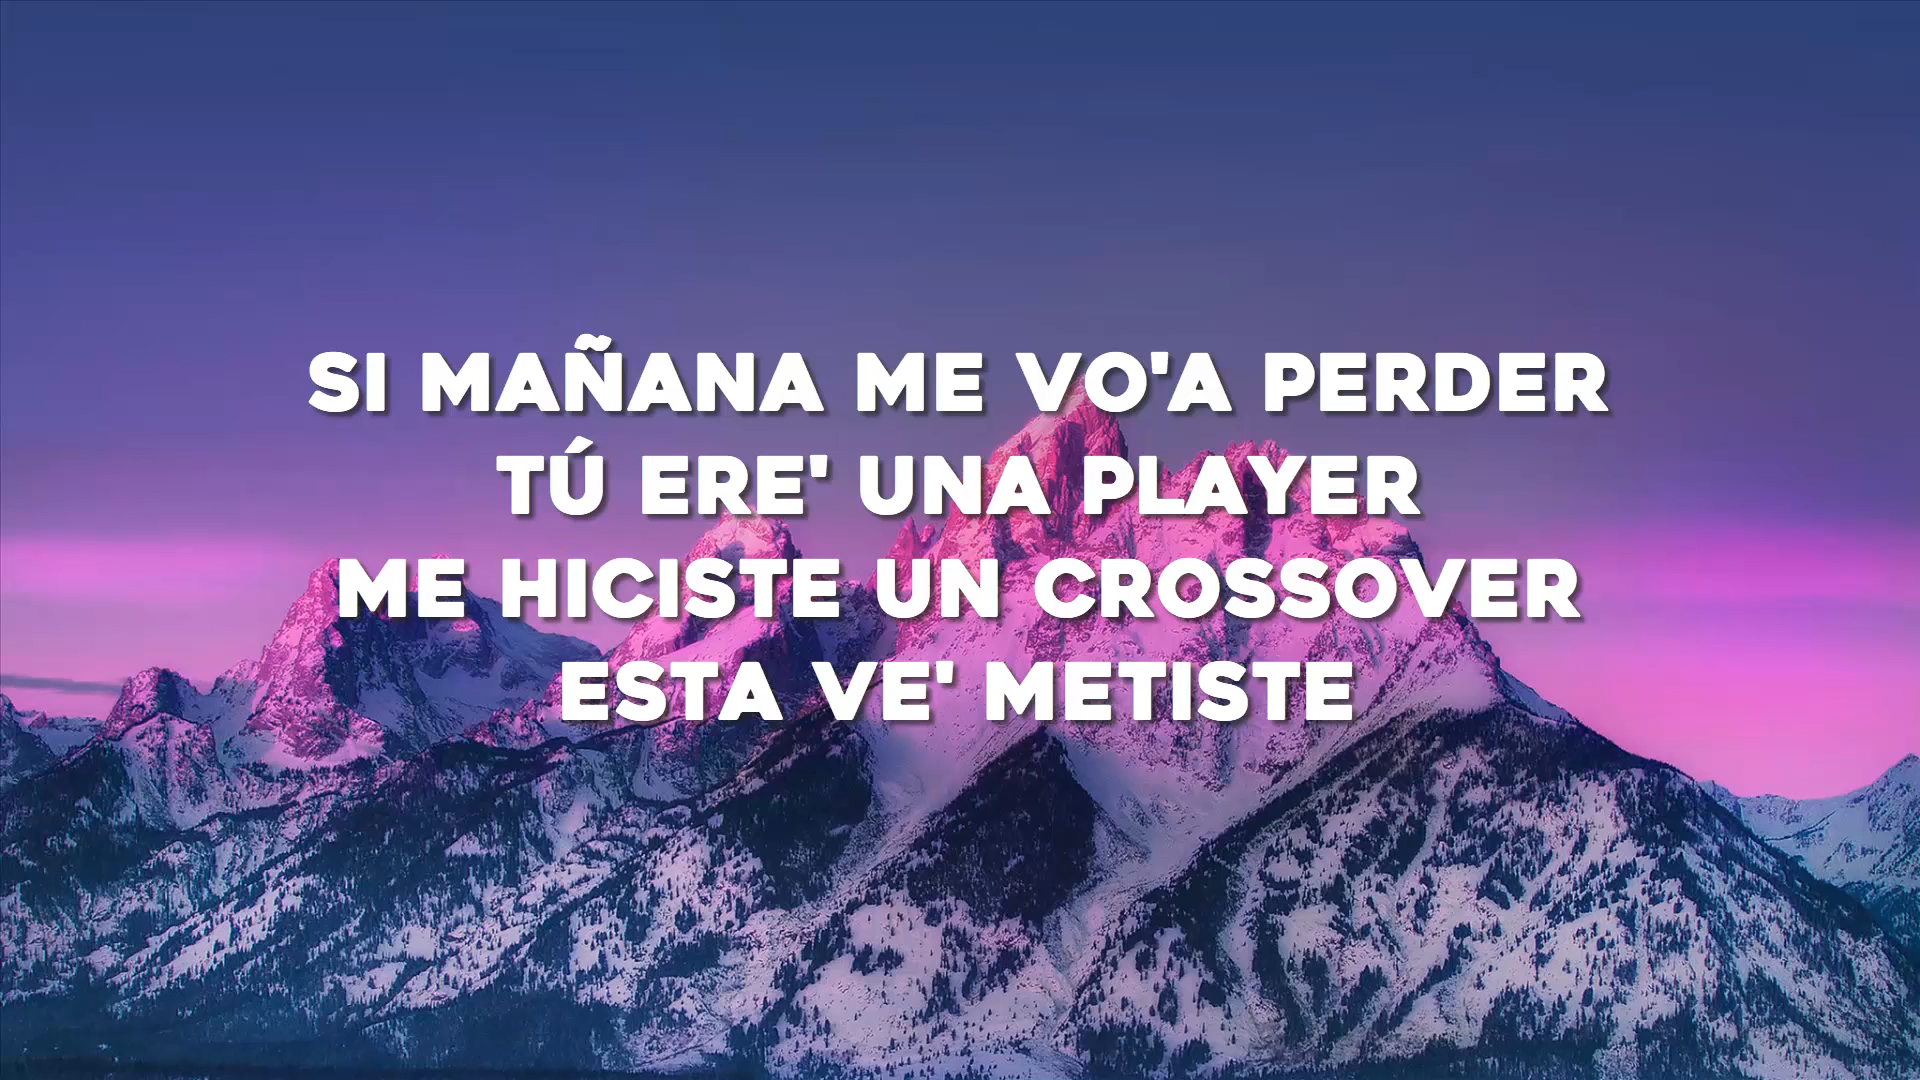 SI MAÑANA ME VO'A PERDER
TÚ ERE' UNA PLAYER
ME HICISTE UN CROSSOVER
ESTA VE' METISTE